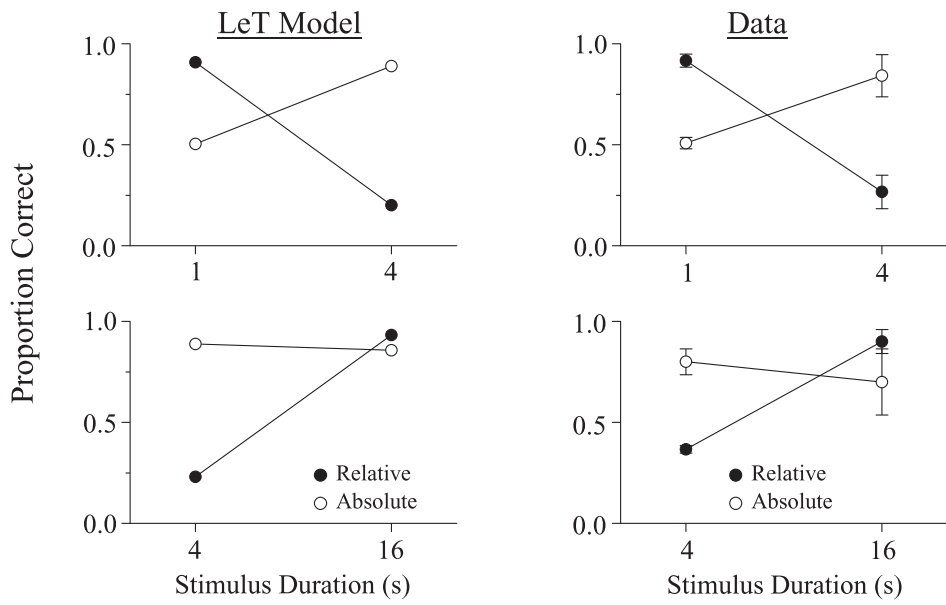 LeT Model
Data
Proportion Correct
1.0
0.5
0.0
1
4
1.0
0.5
0.0
1
4
1.0
0.5
0.0
4
16
Relative
Absolute
Stimulus Duration (s)
1.0
0.5
0.0
4
16
Relative
Absolute
Stimulus Duration (s)